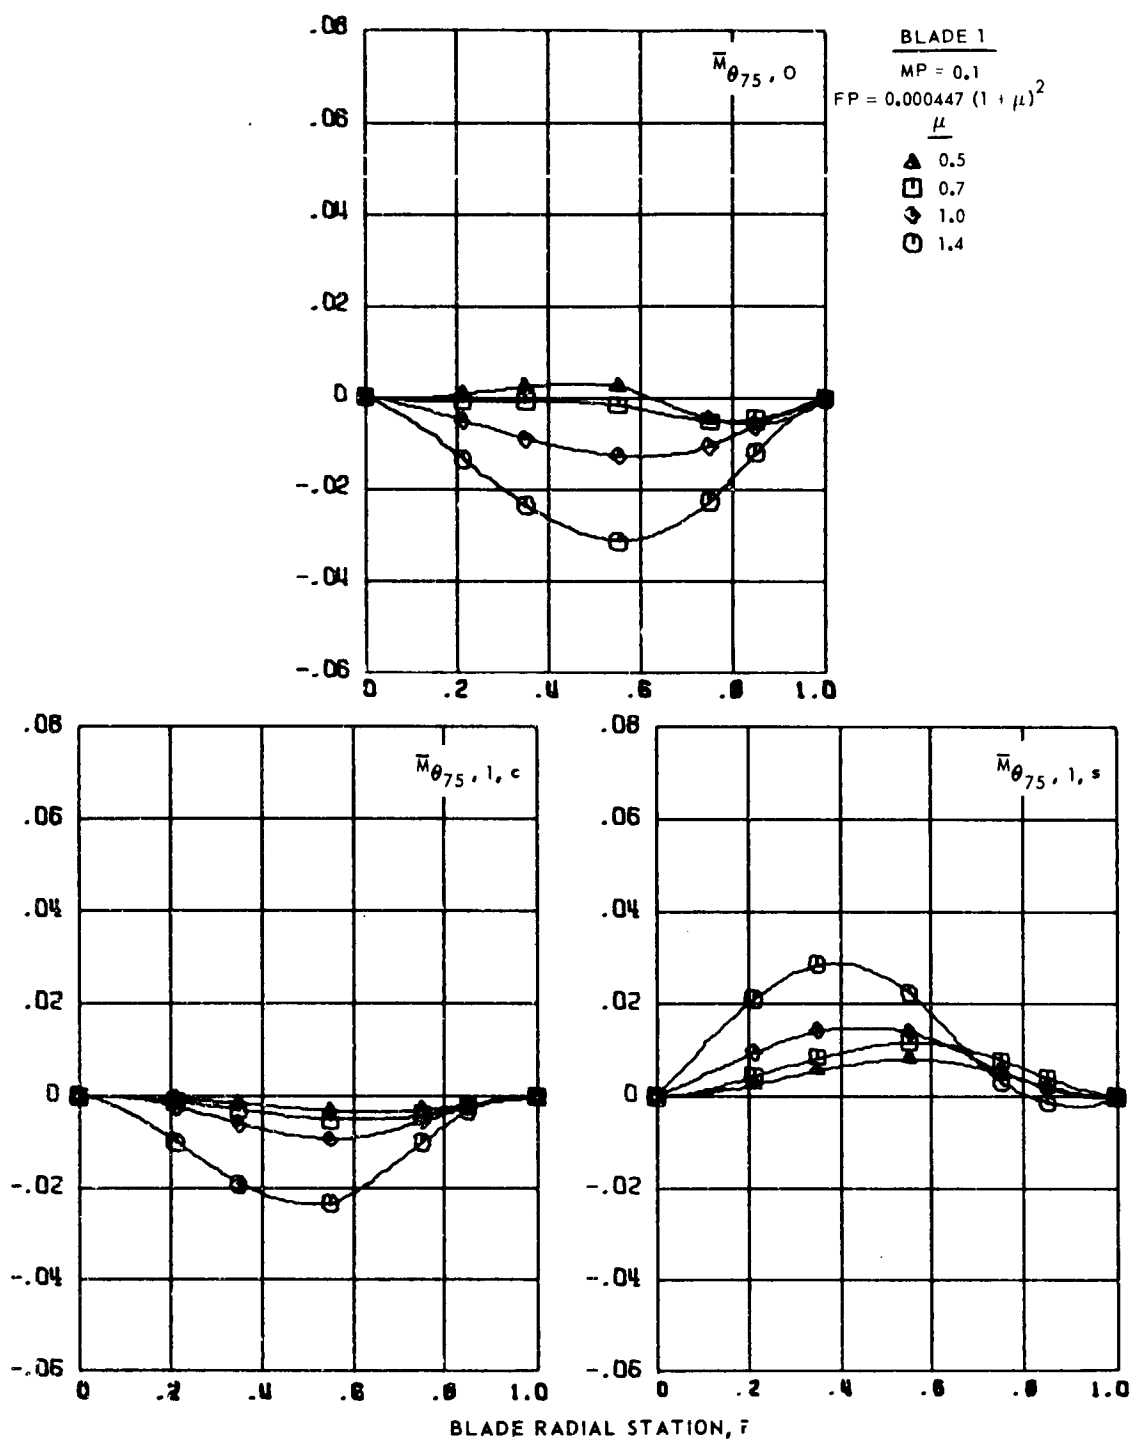 .08
.06
.04
.02
0
-.02
-.04
-.06
0 .2 .4 .6 .8 1.0
M̅θ75, 0
BLADE 1
MP = 0.1
FP = 0.000447 (1 + μ)²
μ
0.5
0.7
1.0
1.4
.08
.06
.04
.02
0
-.02
-.04
-.06
0 .2 .4 .6 .8 1.0
M̅θ75, 1, c
.08
.06
.04
.02
0
-.02
-.04
-.06
0 .2 .4 .6 .8 1.0
M̅θ75, 1, s
BLADE RADIAL STATION, r̅